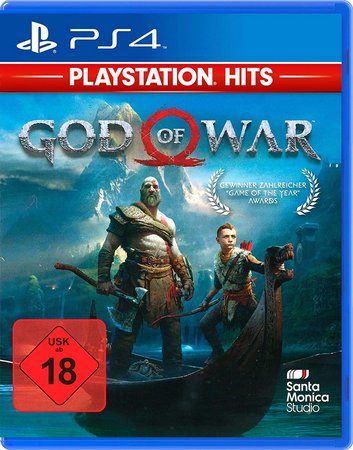 PS4
PLAYSTATION HITS
GOD OF WAR
GEWINNER ZAHLREICHER
"GAME OF THE YEAR"
AWARDS
USK
ab
18
Santa
Monica
Studio